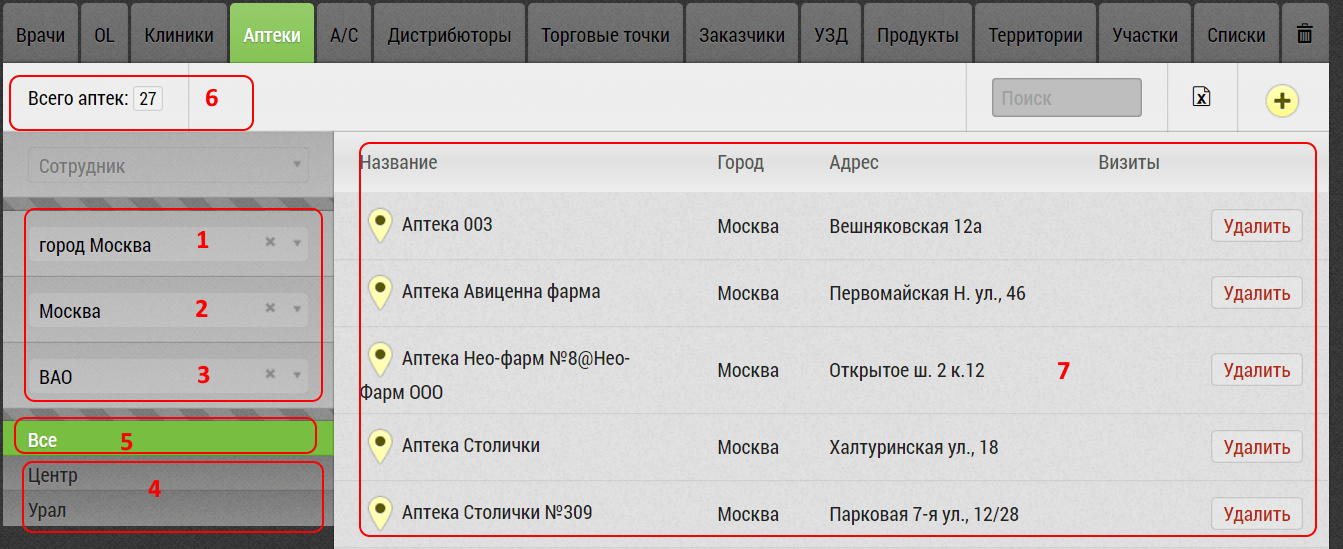 Врачи OL Клиники Аптеки А/С Дистрибьюторы Торговые точки Заказчики УЗД Продукты Территории Участки Списки
Всего аптек: 27 6 Поиск
Сотрудник
город Москва 1
Москва 2
ВАО 3
Все 5
Центр 4
Урал
Название Город Адрес Визиты
Аптека 003 Москва Вешняковская 12а Удалить
Аптека Авиценна фарма Москва Первомайская Н. ул., 46 Удалить
Аптека Нео-фарм №8@Нео-
Фарм ООО Москва Открытое ш. 2 к.12 7 Удалить
Аптека Столички Москва Халтуринская ул., 18 Удалить
Аптека Столички №309 Москва Парковая 7-я ул., 12/28 Удалить